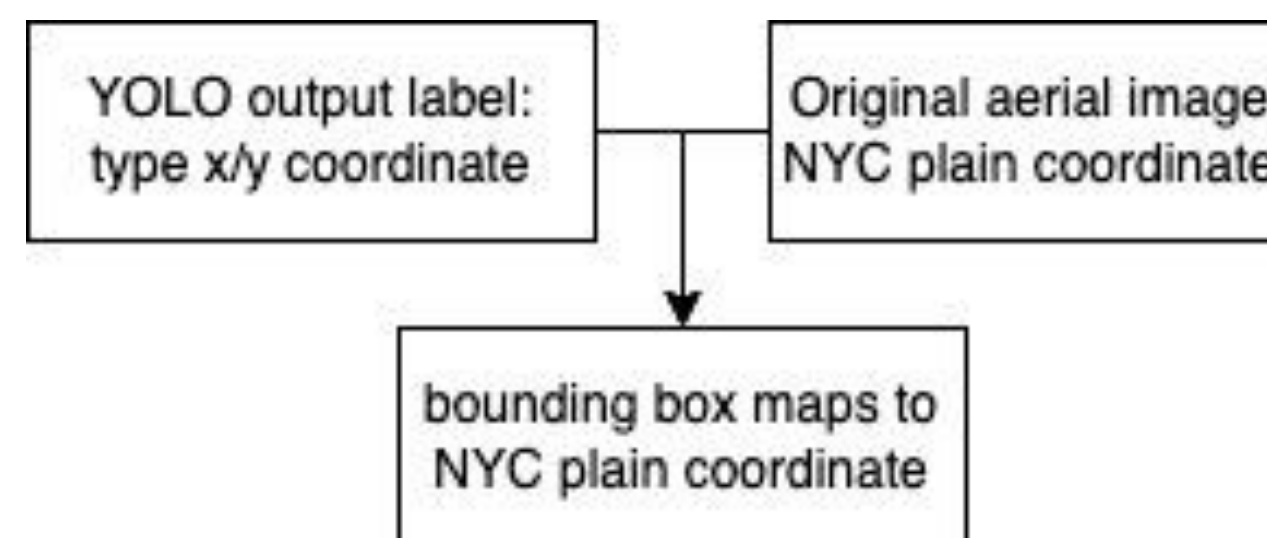 YOLO output label:
type x/y coordinate
Original aerial image
NYC plain coordinate
bounding box maps to
NYC plain coordinate